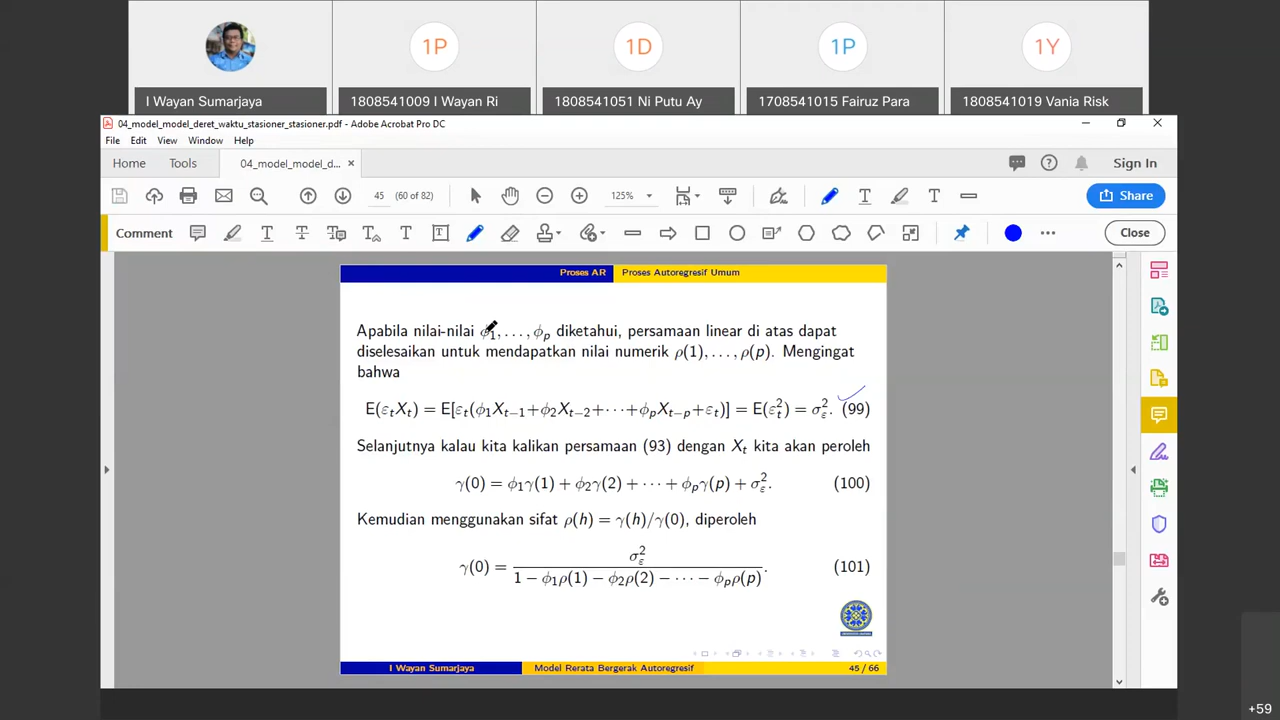 1P
1D
1P
1Y
I Wayan Sumarjaya
1808541009 I Wayan Ri
1808541051 Ni Putu Ay
1708541015 Fairuz Para
1808541019 Vania Risk
04_model_model_deret_waktu_stasioner_stasioner.pdf - Adobe Acrobat Pro DC
File Edit View Window Help
Home Tools 04_model_model_d... × Sign In
45 (60 of 82) 125% Share
Comment Close
Proses AR Proses Autoregresif Umum
Apabila nilai-nilai ϕ₁, . . . , ϕₚ diketahui, persamaan linear di atas dapat
diselesaikan untuk mendapatkan nilai numerik ρ(1), . . . , ρ(p). Mengingat
bahwa
E(εₜXₜ) = E[εₜ(ϕ₁Xₜ₋₁+ϕ₂Xₜ₋₂+···+ϕₚXₜ₋ₚ+εₜ)] = E(εₜ²) = σ_ε². (99)
Selanjutnya kalau kita kalikan persamaan (93) dengan Xₜ kita akan peroleh
γ(0) = ϕ₁γ(1) + ϕ₂γ(2) + ··· + ϕₚγ(p) + σ_ε². (100)
Kemudian menggunakan sifat ρ(h) = γ(h)/γ(0), diperoleh
γ(0) = σ_ε² / (1 − ϕ₁ρ(1) − ϕ₂ρ(2) − ··· − ϕₚρ(p)). (101)
I Wayan Sumarjaya Model Rerata Bergerak Autoregresif 45 / 66
+59